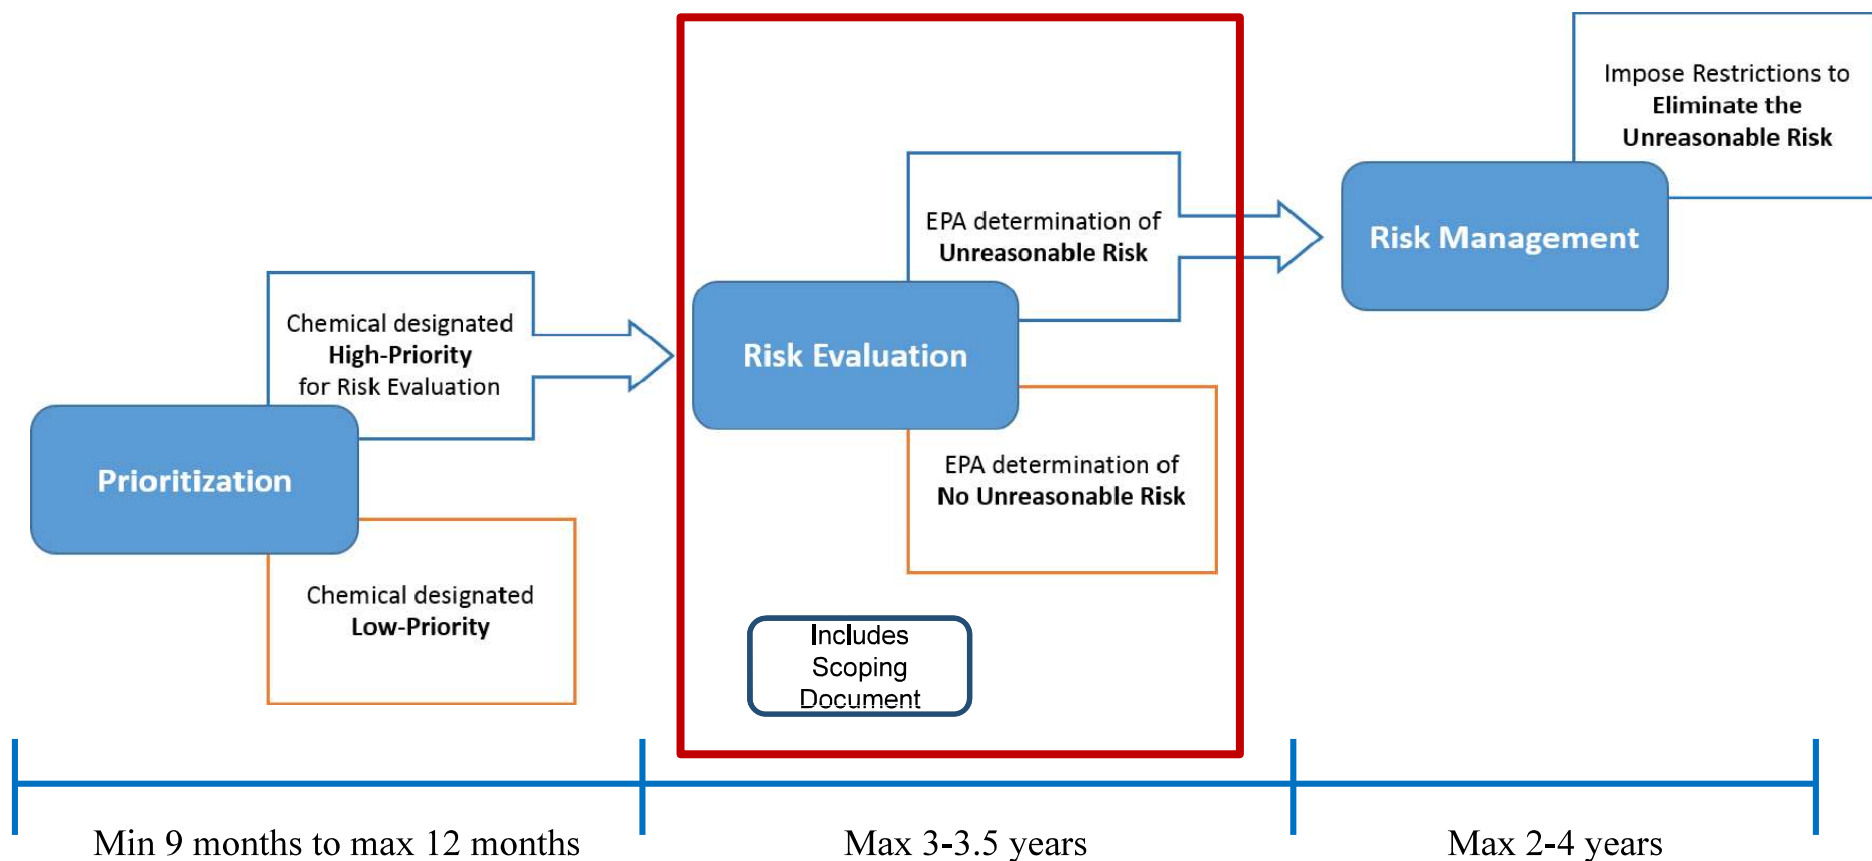 Prioritization
Chemical designated
High-Priority
for Risk Evaluation
Chemical designated
Low-Priority
Risk Evaluation
EPA determination of
Unreasonable Risk
EPA determination of
No Unreasonable Risk
Includes
Scoping
Document
Risk Management
Impose Restrictions to
Eliminate the
Unreasonable Risk
Min 9 months to max 12 months
Max 3-3.5 years
Max 2-4 years